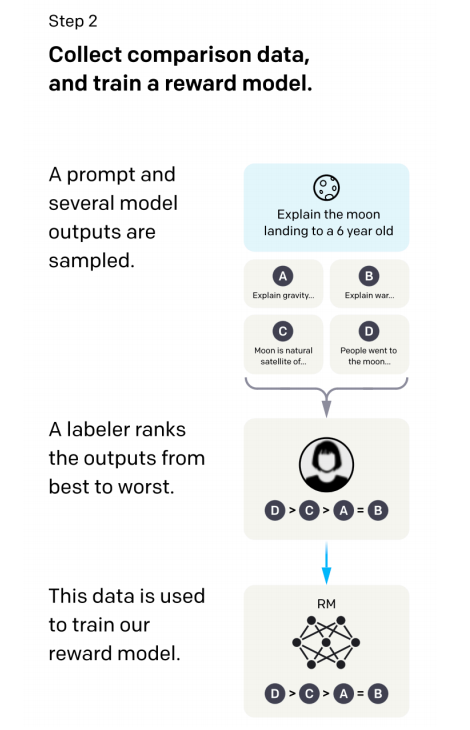 Step 2
Collect comparison data,
and train a reward model.
A prompt and
several model
outputs are
sampled.
Explain the moon
landing to a 6 year old
A
Explain gravity...
B
Explain war...
C
Moon is natural
satellite of...
D
People went to
the moon...
A labeler ranks
the outputs from
best to worst.
D > C > A = B
This data is used
to train our
reward model.
RM
D > C > A = B